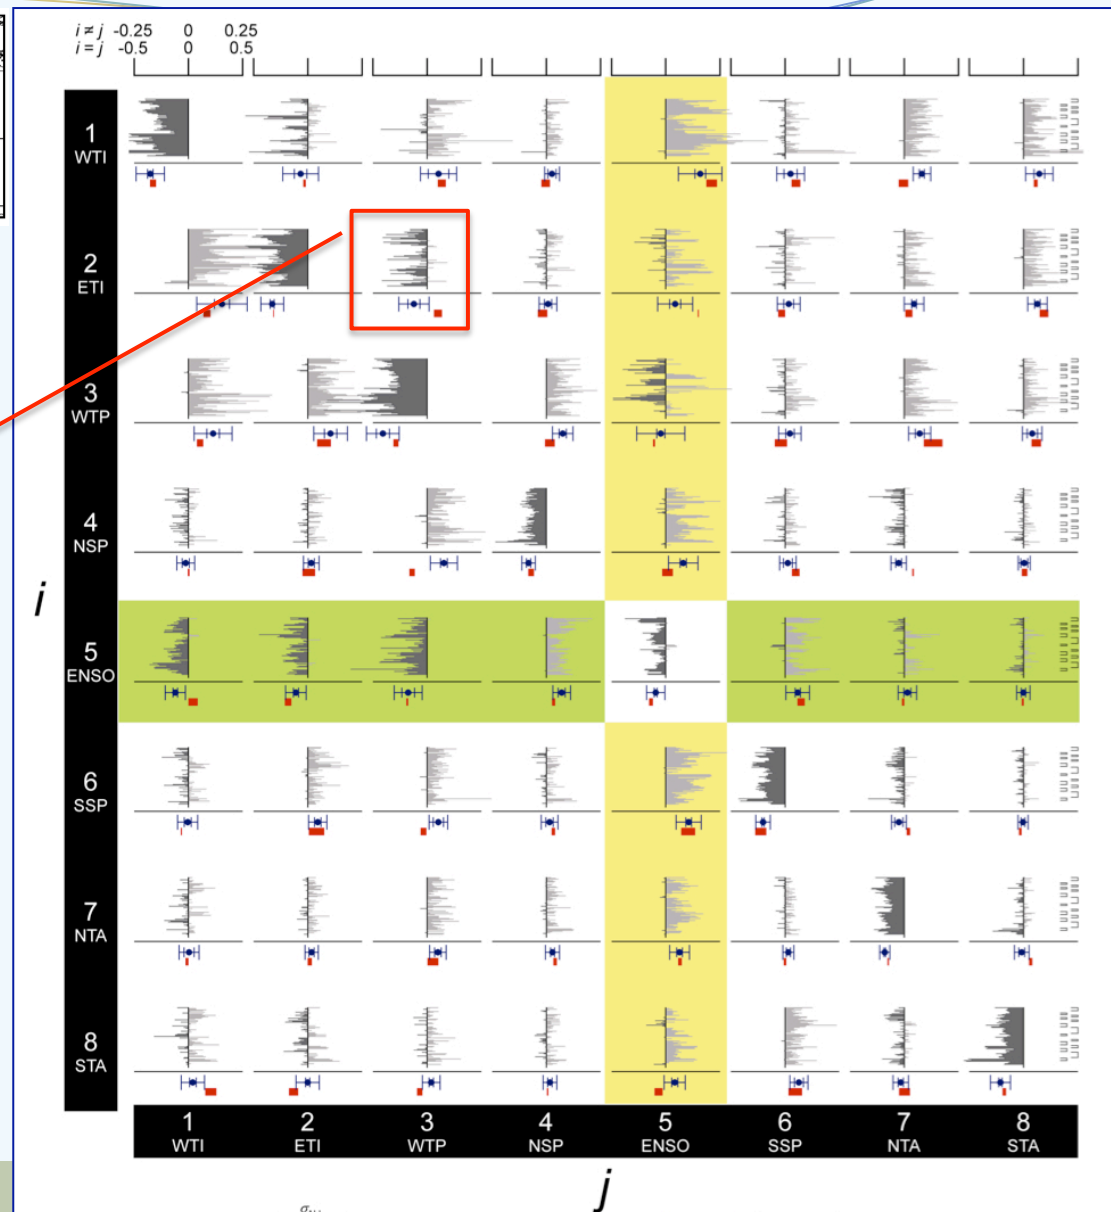 i ≠ j -0.25 0 0.25
i = j -0.5 0 0.5
1
WTI
2
ETI
3
WTP
4
NSP
i
5
ENSO
6
SSP
7
NTA
8
STA
1 2 3 4 5 6 7 8
WTI ETI WTP NSP ENSO SSP NTA STA
j